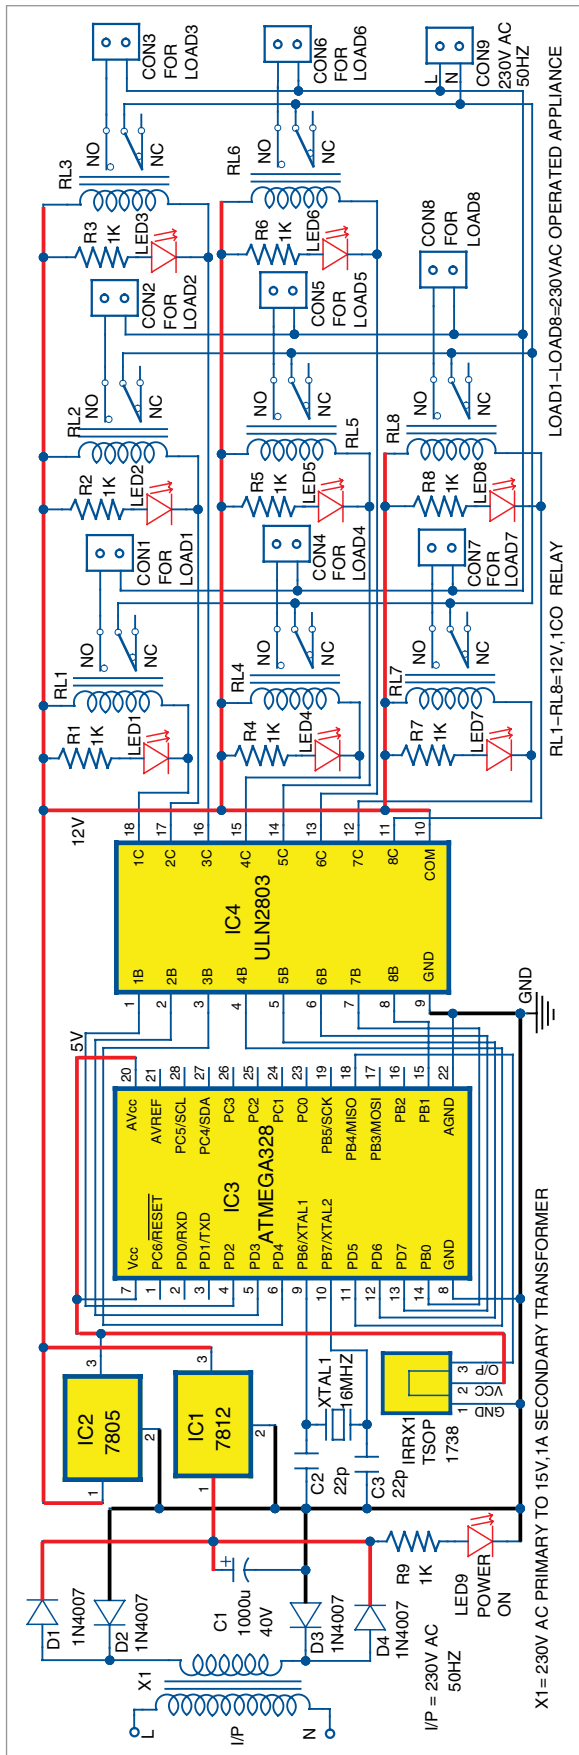 X1
L
I/P
N
D1
1N4007
D2
1N4007
C1
1000u
40V
+
D3
1N4007
D4
1N4007
I/P = 230V AC
50HZ
R9
1K
LED9
POWER
ON
X1= 230V AC PRIMARY TO 15V,1A SECONDARY TRANSFORMER
IC2
7805
1
2
3
IC1
7812
1
2
3
C2
22p
C3
22p
XTAL1
16MHZ
IRRX1
TSOP
1738
GND
VCC
O/P
1
2
3
5V
IC3
ATMEGA328
7 Vcc
1 PC6/RESET
2 PD0/RXD
3 PD1/TXD
4 PD2
5 PD3
6 PD4
9 PB6/XTAL1
10 PB7/XTAL2
11 PD5
12 PD6
13 PD7
14 PB0
8 GND
AVcc 20
AVREF 21
PC5/SCL 28
PC4/SDA 27
PC3 26
PC2 25
PC1 24
PC0 23
PB5/SCK 19
PB4/MISO 18
PB3/MOSI 17
PB2 16
PB1 15
AGND 22
GND
12V
IC4
ULN2803
1 1B
2 2B
3 3B
4 4B
5 5B
6 6B
7 7B
8 8B
9 GND
1C 18
2C 17
3C 16
4C 15
5C 14
6C 13
7C 12
8C 11
COM 10
R1
1K
LED1
RL1
NO
NC
CON1
FOR
LOAD1
R2
1K
LED2
RL2
NO
NC
CON2
FOR
LOAD2
R3
1K
LED3
RL3
NO
NC
CON3
FOR
LOAD3
R4
1K
LED4
RL4
NO
NC
CON4
FOR
LOAD4
R5
1K
LED5
RL5
NO
NC
CON5
FOR
LOAD5
R6
1K
LED6
RL6
NO
NC
CON6
FOR
LOAD6
R7
1K
LED7
RL7
NO
NC
CON7
FOR
LOAD7
R8
1K
LED8
RL8
NO
NC
CON8
FOR
LOAD8
L
N
CON9
230V AC
50HZ
RL1–RL8=12V,1CO RELAY
LOAD1–LOAD8=230VAC OPERATED APPLIANCE